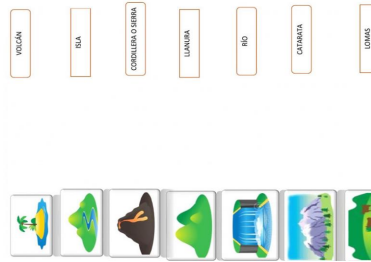 VOLCÁN
ISLA
CORDILLERA O SIERRA
LLANURA
RÍO
CATARATA
LOMAS